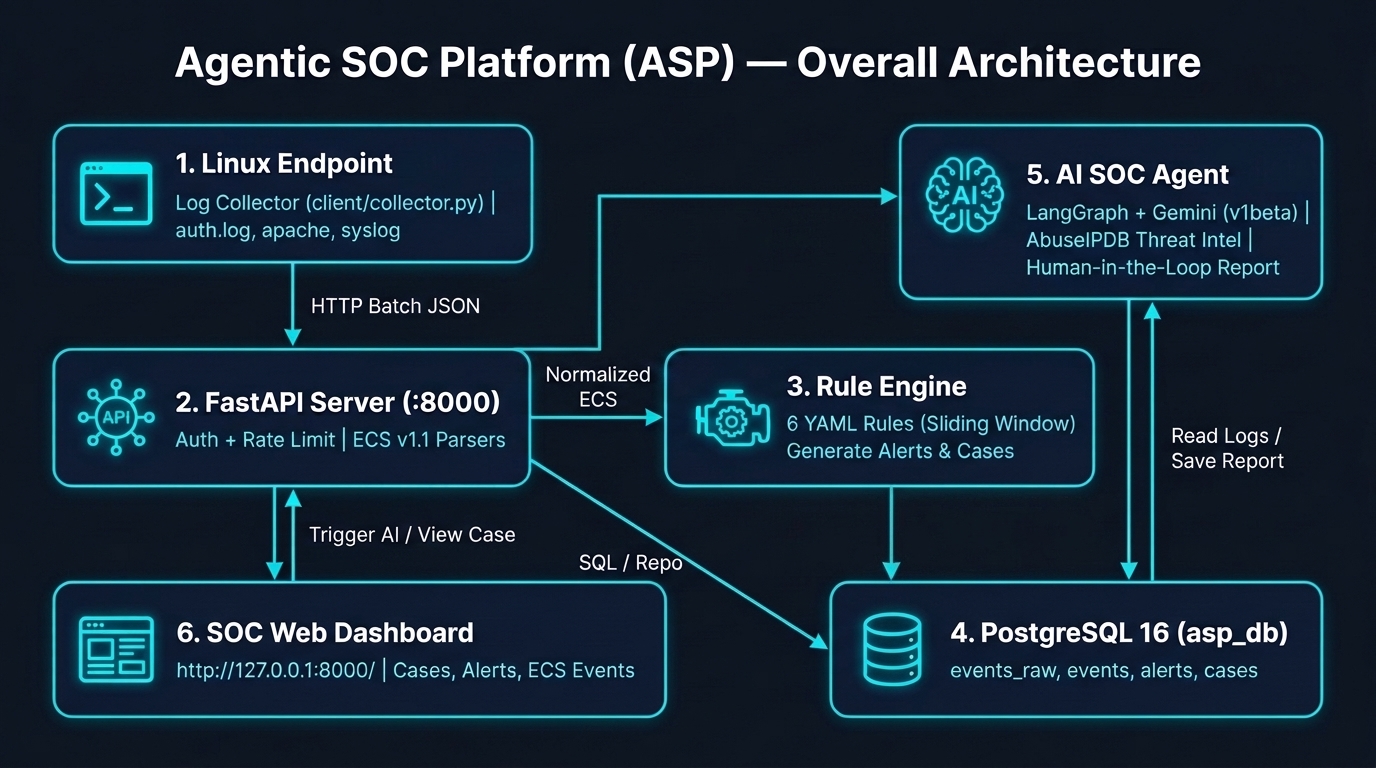 Agentic SOC Platform (ASP) — Overall Architecture
1. Linux Endpoint
Log Collector (client/collector.py) |
auth.log, apache, syslog
HTTP Batch JSON
API
2. FastAPI Server (:8000)
Auth + Rate Limit | ECS v1.1 Parsers
Normalized
ECS
3. Rule Engine
6 YAML Rules (Sliding Window)
Generate Alerts & Cases
AI
5. AI SOC Agent
LangGraph + Gemini (v1beta) |
AbuseIPDB Threat Intel |
Human-in-the-Loop Report
Read Logs /
Save Report
Trigger AI / View Case
SQL / Repo
6. SOC Web Dashboard
http://127.0.0.1:8000/ | Cases, Alerts, ECS Events
4. PostgreSQL 16 (asp_db)
events_raw, events, alerts, cases